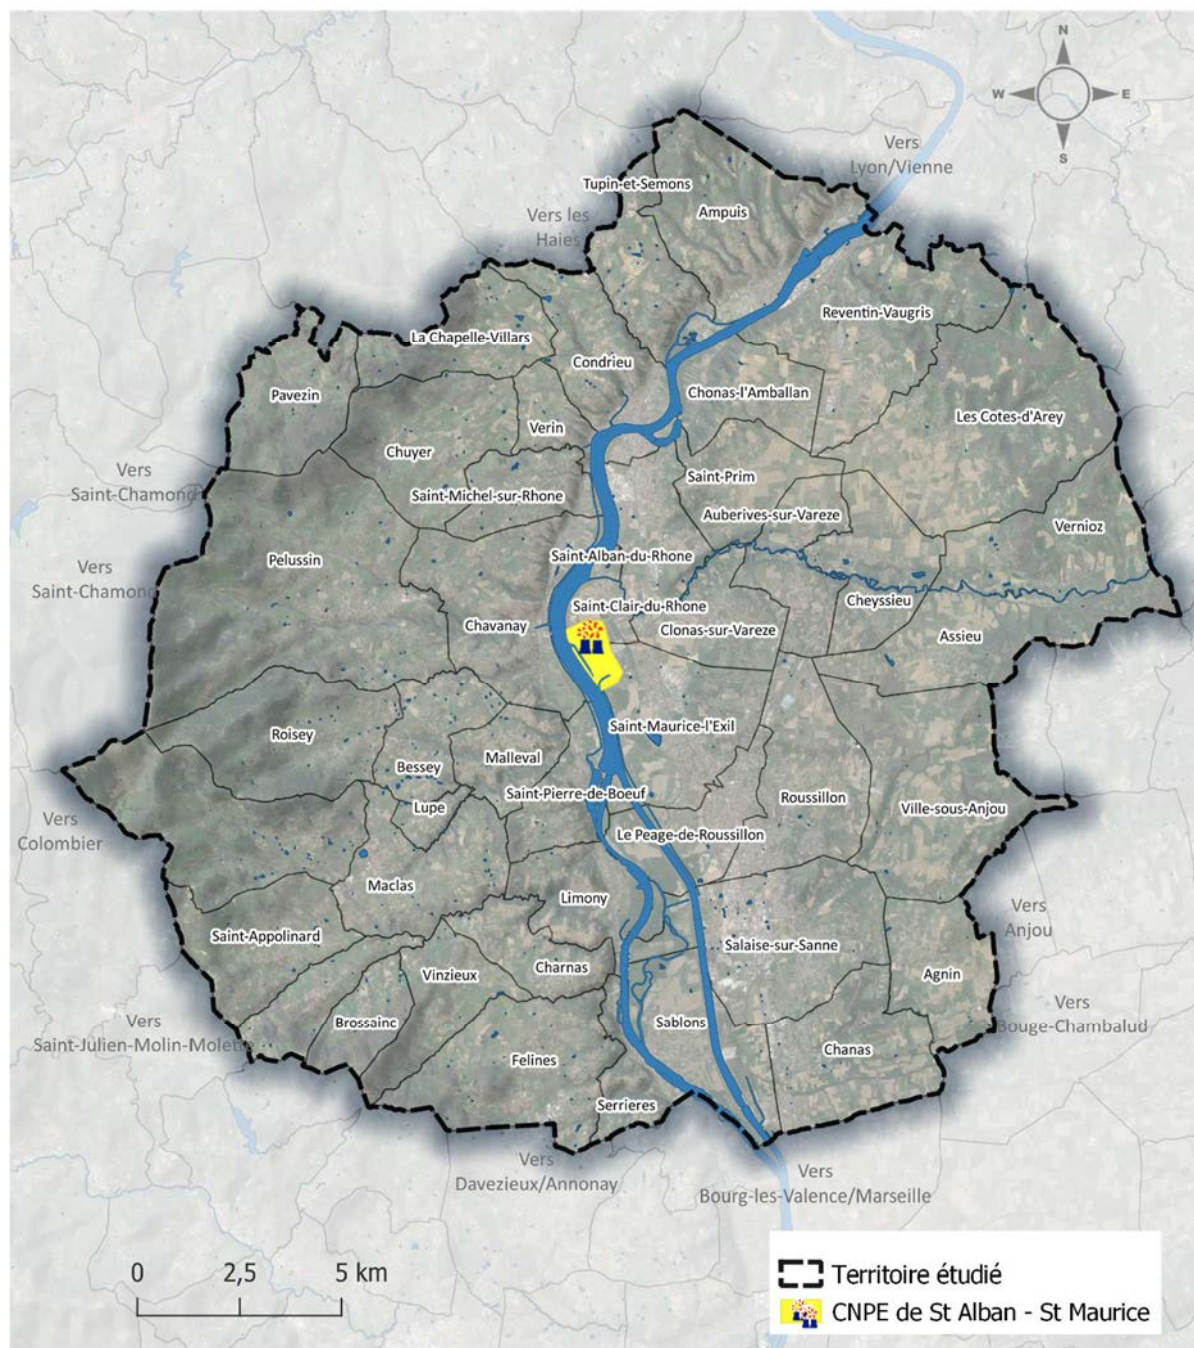 N
W
E
S
Vers
Lyon/Vienne
Tupin-et-Semons
Ampuis
Vers les
Haies
Reventin-Vaugris
La Chapelle-Villars
Condrieu
Pavezin
Chonas-l'Amballan
Les Cotes-d'Arey
Verin
Chuyer
Vers
Saint-Chamond
Saint-Prim
Saint-Michel-sur-Rhone
Auberives-sur-Vareze
Vernioz
Saint-Alban-du-Rhone
Pelussin
Vers
Saint-Chamond
Saint-Clair-du-Rhone
Cheyssieu
Chavanay
Clonas-sur-Vareze
Assieu
Saint-Maurice-l'Exil
Roisey
Malleval
Bessey
Saint-Pierre-de-Boeuf
Lupe
Roussillon
Ville-sous-Anjou
Vers
Colombier
Le Peage-de-Roussillon
Maclas
Limony
Vers
Anjou
Saint-Appolinard
Salaise-sur-Sanne
Vinzieux
Charnas
Agnin
Vers
Bouge-Chambalud
Vers
Saint-Julien-Molin-Molette
Brossainc
Sablons
Chanas
Felines
Serrieres
Vers
Davezieux/Annonay
Vers
Bourg-les-Valence/Marseille
0 2,5 5 km
Territoire étudié
CNPE de St Alban - St Maurice